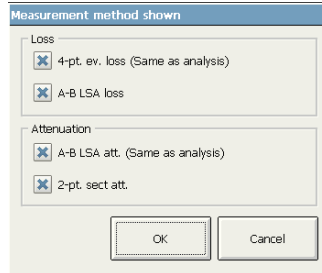 Measurement method shown
Loss
4-pt. ev. loss (Same as analysis)
A-B LSA loss
Attenuation
A-B LSA att. (Same as analysis)
2-pt. sect att.
OK
Cancel